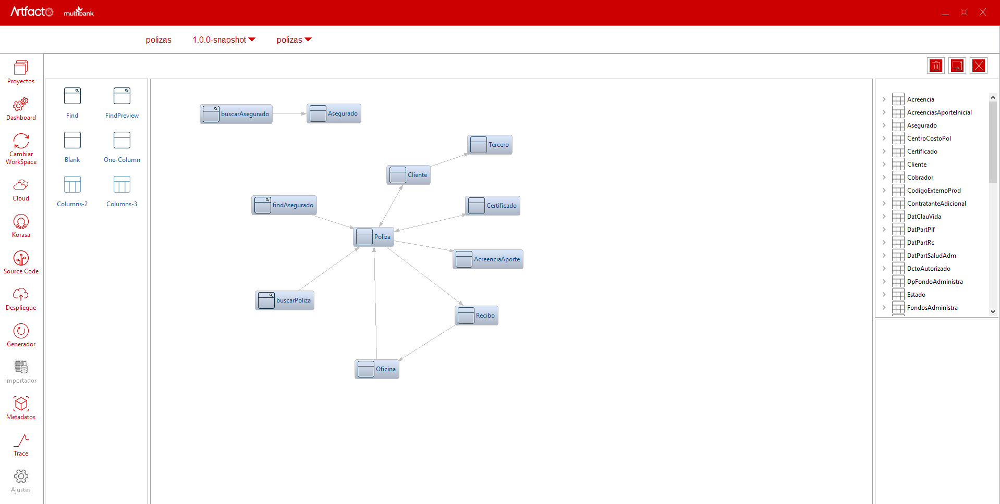 Artfacto
multibank
polizas
1.0.0-snapshot
polizas
Proyectos
Dashboard
Cambiar
WorkSpace
Cloud
Korasa
Source Code
Despliegue
Generador
Importador
Metadatos
Trace
Ajustes
Find
FindPreview
Blank
One-Column
Columns-2
Columns-3
buscarAsegurado
Asegurado
Tercero
Cliente
findAsegurado
Certificado
Poliza
AcreenciaAporte
buscarPoliza
Recibo
Oficina
Acreencia
AcreenciasAporteInicial
Asegurado
CentroCostoPol
Certificado
Cliente
Cobrador
CodigoExternoProd
ContratanteAdicional
DatClauVida
DatPartPlf
DatPartRc
DatPartSaludAdm
DctoAutorizado
DpFondoAdministra
Estado
FondosAdministra